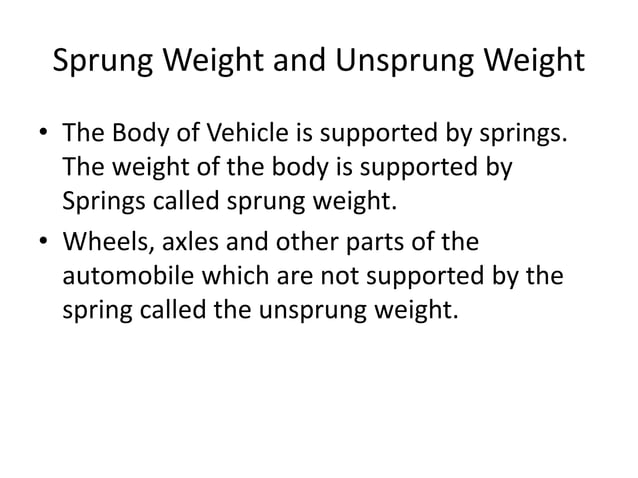 Sprung Weight and Unsprung Weight
• The Body of Vehicle is supported by springs.
The weight of the body is supported by
Springs called sprung weight.
• Wheels, axles and other parts of the
automobile which are not supported by the
spring called the unsprung weight.